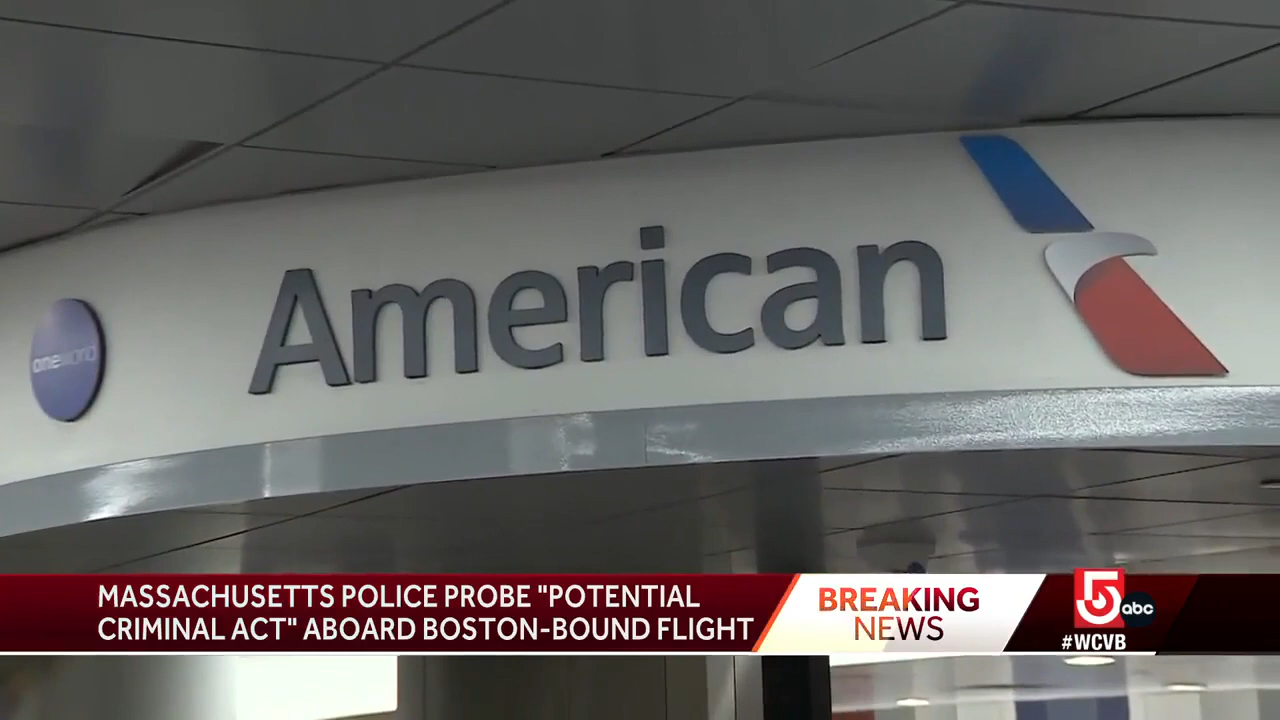 American
oneworld
MASSACHUSETTS POLICE PROBE "POTENTIAL
CRIMINAL ACT" ABOARD BOSTON-BOUND FLIGHT
BREAKING
NEWS
5
abc
#WCVB